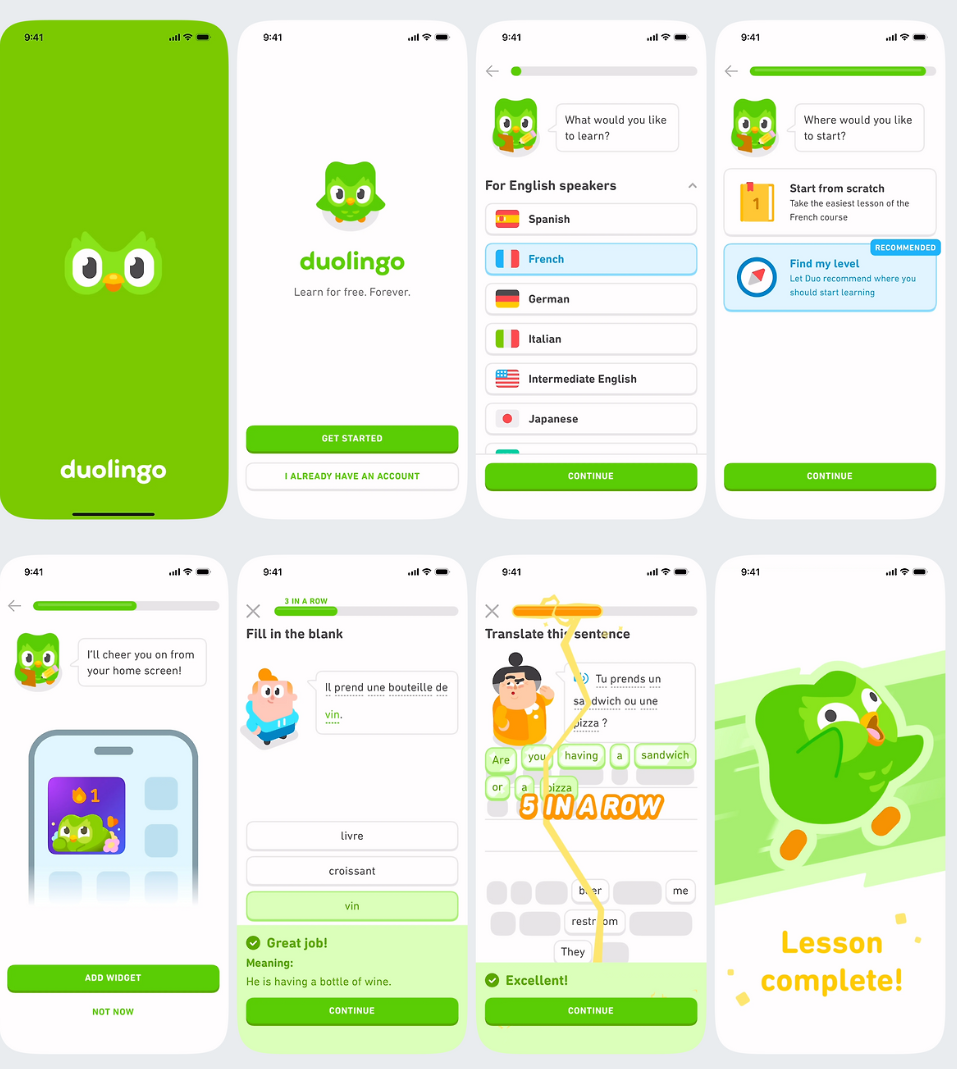 9:41
duolingo
9:41
duolingo
Learn for free. Forever.
GET STARTED
I ALREADY HAVE AN ACCOUNT
9:41
What would you like
to learn?
For English speakers
Spanish
French
German
Italian
Intermediate English
Japanese
CONTINUE
9:41
Where would you like
to start?
1
Start from scratch
Take the easiest lesson of the
French course
RECOMMENDED
Find my level
Let Duo recommend where you
should start learning
CONTINUE
9:41
I'll cheer you on from
your home screen!
1
ADD WIDGET
NOT NOW
9:41
3 IN A ROW
Fill in the blank
Il prend une bouteille de
vin.
livre
croissant
vin
Great job!
Meaning:
He is having a bottle of wine.
CONTINUE
9:41
Translate this sentence
Tu prends un
sandwich ou une
pizza ?
Are you having a sandwich
or a pizza
5 IN A ROW
beer me
restroom
They
Excellent!
CONTINUE
9:41
Lesson
complete!